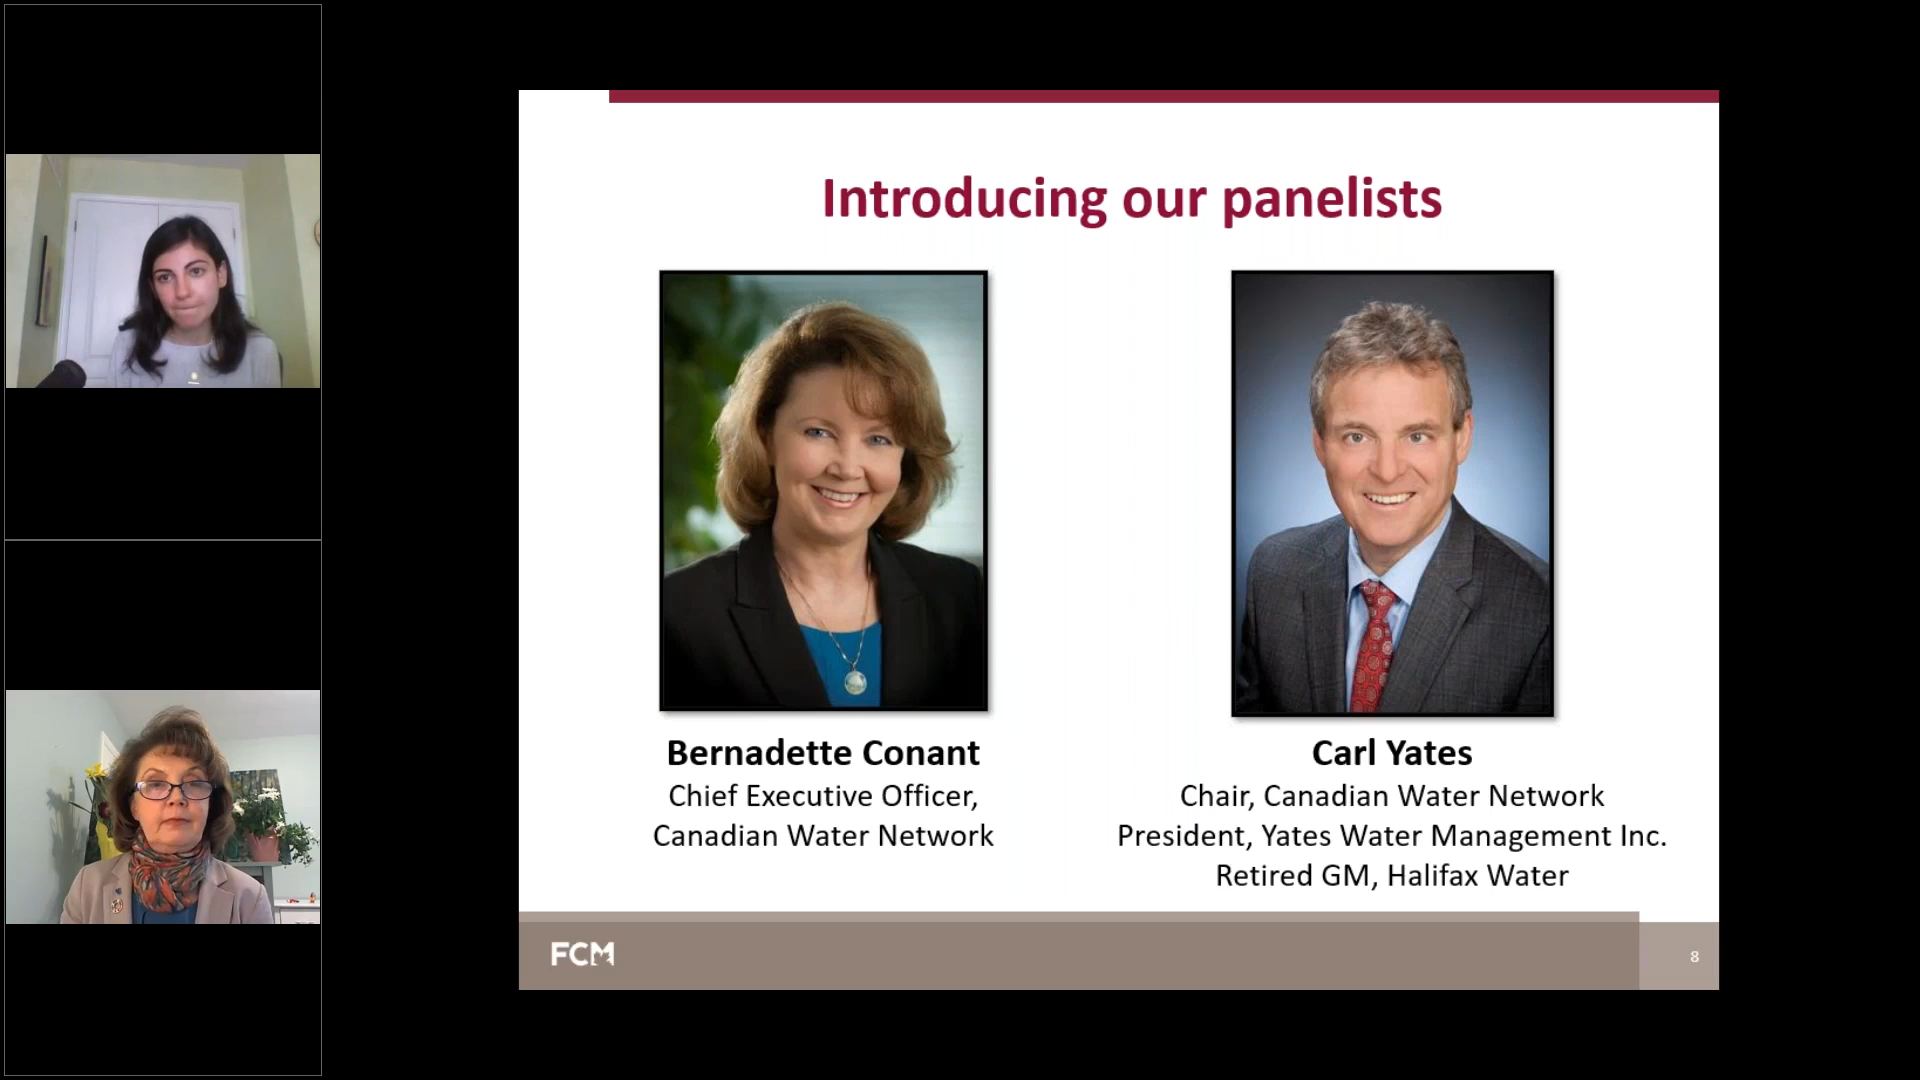 Introducing our panelists
Bernadette Conant
Chief Executive Officer,
Canadian Water Network
Carl Yates
Chair, Canadian Water Network
President, Yates Water Management Inc.
Retired GM, Halifax Water
FCM
8